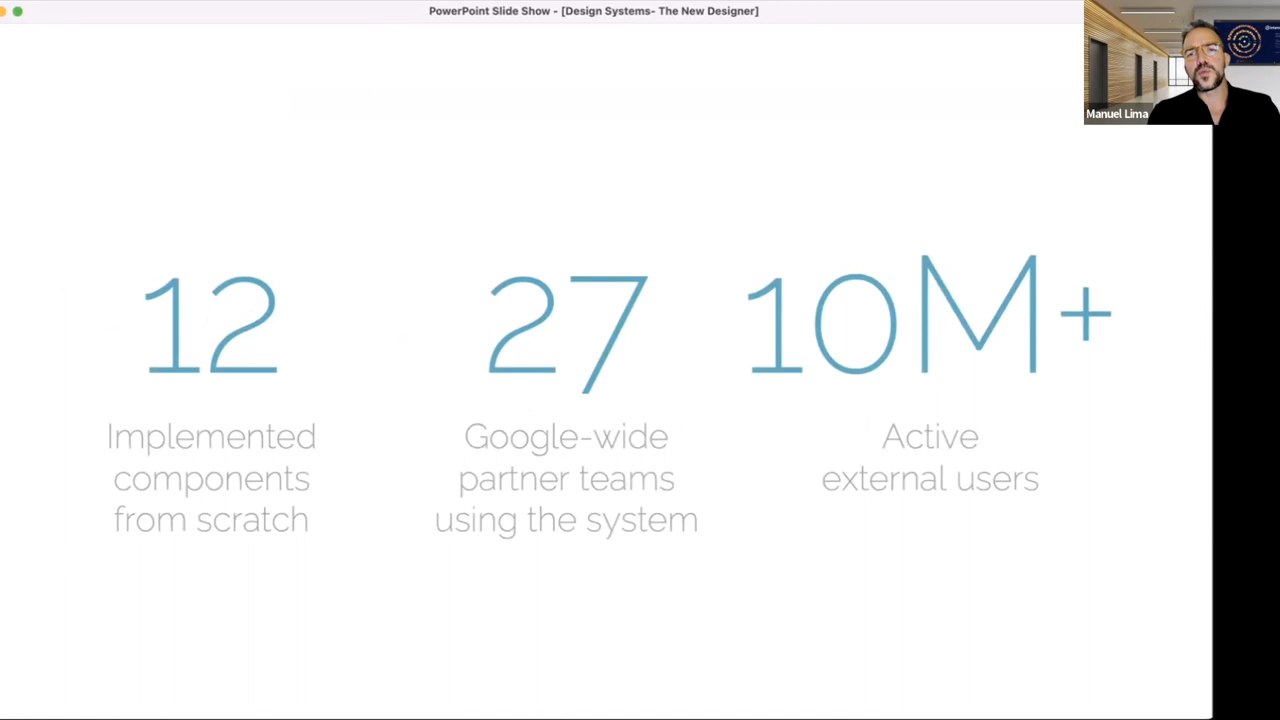 PowerPoint Slide Show - [Design Systems- The New Designer]
Manuel Lima
12
27
10M+
Implemented
components
from scratch
Google-wide
partner teams
using the system
Active
external users